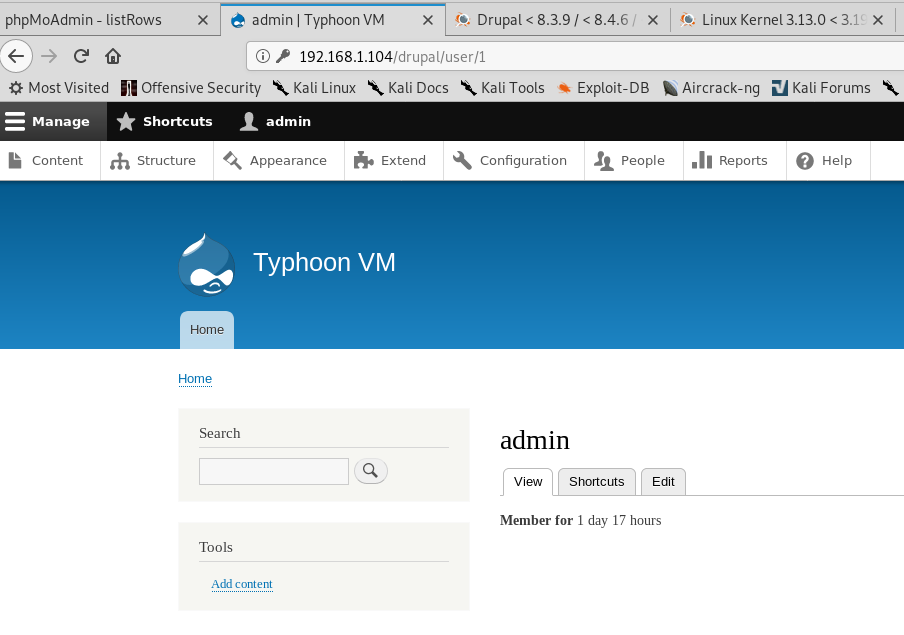 phpMoAdmin - listRows admin | Typhoon VM Drupal < 8.3.9 / < 8.4.6 / Linux Kernel 3.13.0 < 3.19
192.168.1.104/drupal/user/1
Most Visited Offensive Security Kali Linux Kali Docs Kali Tools Exploit-DB Aircrack-ng Kali Forums
Manage Shortcuts admin
Content Structure Appearance Extend Configuration People Reports Help
Typhoon VM
Home
Home
Search
Tools
Add content
admin
View Shortcuts Edit
Member for 1 day 17 hours